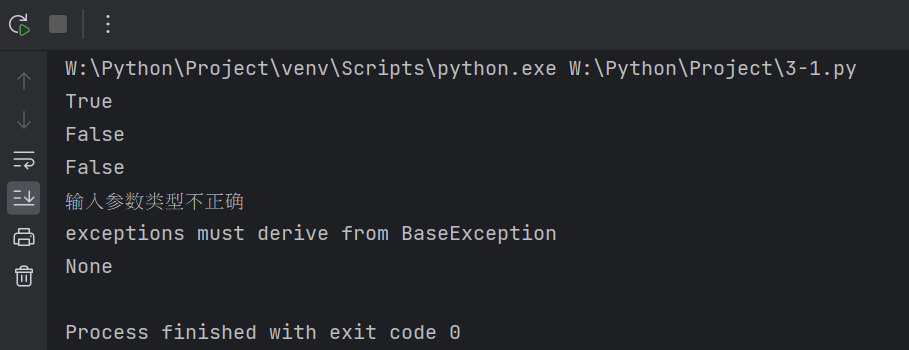 W:\Python\Project\venv\Scripts\python.exe W:\Python\Project\3-1.py
True
False
False
输入参数类型不正确
exceptions must derive from BaseException
None
Process finished with exit code 0